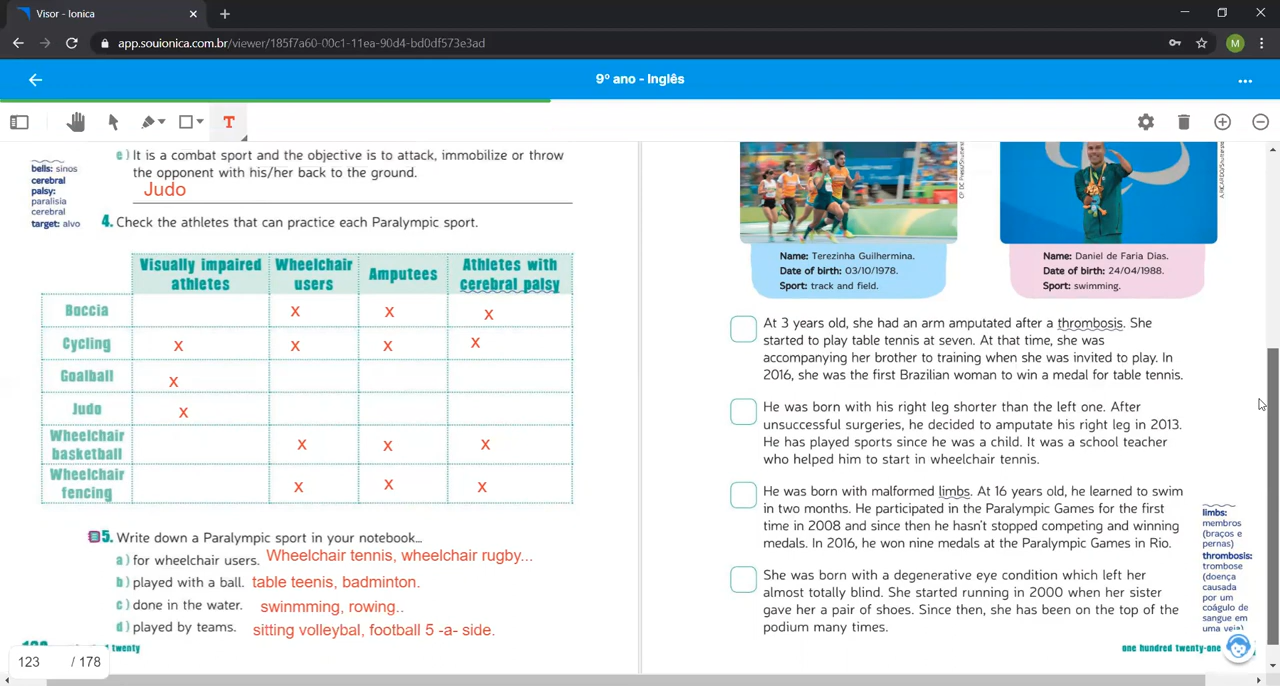 Visor - Ionica
app.souionica.com.br/viewer/185f7a60-00c1-11ea-90d4-bd0df573e3ad
M
9º ano - Inglês
T
bells: sinos
cerebral
palsy:
paralisia
cerebral
target: alvo
e) It is a combat sport and the objective is to attack, immobilize or throw
the opponent with his/her back to the ground.
Judo
4. Check the athletes that can practice each Paralympic sport.
Visually impaired athletes Wheelchair users Amputees Athletes with cerebral palsy
Boccia x x x
Cycling x x x x
Goalball x
Judo x
Wheelchair basketball x x x
Wheelchair fencing x x x
5. Write down a Paralympic sport in your notebook...
a) for wheelchair users. Wheelchair tennis, wheelchair rugby...
b) played with a ball. table teenis, badminton.
c) done in the water. swinmming, rowing..
d) played by teams. sitting volleybal, football 5 -a- side.
123 / 178
Name: Terezinha Guilhermina.
Date of birth: 03/10/1978.
Sport: track and field.
Name: Daniel de Faria Dias.
Date of birth: 24/04/1988.
Sport: swimming.
At 3 years old, she had an arm amputated after a thrombosis. She
started to play table tennis at seven. At that time, she was
accompanying her brother to training when she was invited to play. In
2016, she was the first Brazilian woman to win a medal for table tennis.
He was born with his right leg shorter than the left one. After
unsuccessful surgeries, he decided to amputate his right leg in 2013.
He has played sports since he was a child. It was a school teacher
who helped him to start in wheelchair tennis.
He was born with malformed limbs. At 16 years old, he learned to swim
in two months. He participated in the Paralympic Games for the first
time in 2008 and since then he hasn't stopped competing and winning
medals. In 2016, he won nine medals at the Paralympic Games in Rio.
She was born with a degenerative eye condition which left her
almost totally blind. She started running in 2000 when her sister
gave her a pair of shoes. Since then, she has been on the top of the
podium many times.
limbs:
membros
(braços e
pernas)
thrombosis:
trombose
(doença
causada
por um
coágulo de
sangue em
uma veia)
one hundred twenty-one